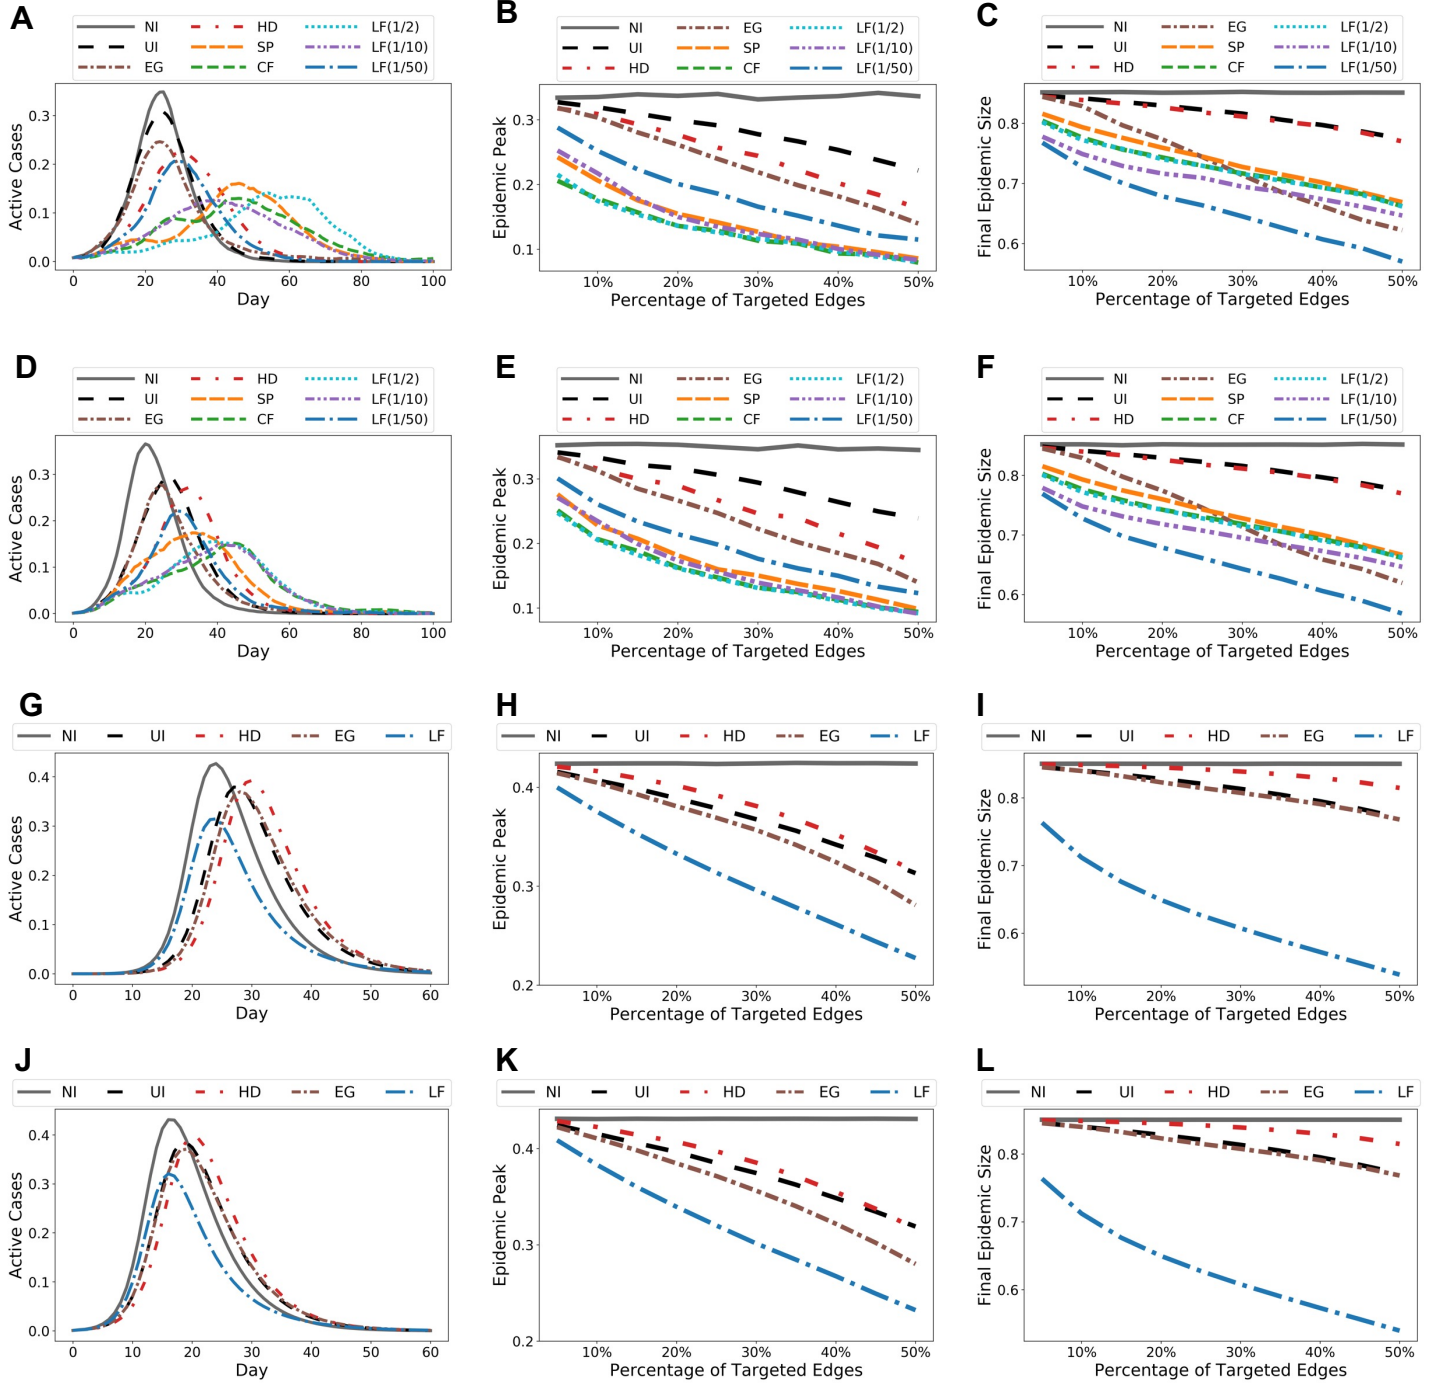 A
NI HD LF(1/2)
UI SP LF(1/10)
EG CF LF(1/50)
Active Cases
0.3
0.2
0.1
0.0
0 20 40 60 80 100
Day
B
NI EG LF(1/2)
UI SP LF(1/10)
HD CF LF(1/50)
Epidemic Peak
0.3
0.2
0.1
10% 20% 30% 40% 50%
Percentage of Targeted Edges
C
NI EG LF(1/2)
UI SP LF(1/10)
HD CF LF(1/50)
Final Epidemic Size
0.8
0.7
0.6
10% 20% 30% 40% 50%
Percentage of Targeted Edges
D
NI HD LF(1/2)
UI SP LF(1/10)
EG CF LF(1/50)
Active Cases
0.3
0.2
0.1
0.0
0 20 40 60 80 100
Day
E
NI EG LF(1/2)
UI SP LF(1/10)
HD CF LF(1/50)
Epidemic Peak
0.3
0.2
0.1
10% 20% 30% 40% 50%
Percentage of Targeted Edges
F
NI EG LF(1/2)
UI SP LF(1/10)
HD CF LF(1/50)
Final Epidemic Size
0.8
0.7
0.6
10% 20% 30% 40% 50%
Percentage of Targeted Edges
G
NI UI HD EG LF
Active Cases
0.4
0.3
0.2
0.1
0.0
0 10 20 30 40 50 60
Day
H
NI UI HD EG LF
Epidemic Peak
0.4
0.3
0.2
10% 20% 30% 40% 50%
Percentage of Targeted Edges
I
NI UI HD EG LF
Final Epidemic Size
0.8
0.7
0.6
10% 20% 30% 40% 50%
Percentage of Targeted Edges
J
NI UI HD EG LF
Active Cases
0.4
0.3
0.2
0.1
0.0
0 10 20 30 40 50 60
Day
K
NI UI HD EG LF
Epidemic Peak
0.4
0.3
0.2
10% 20% 30% 40% 50%
Percentage of Targeted Edges
L
NI UI HD EG LF
Final Epidemic Size
0.8
0.7
0.6
10% 20% 30% 40% 50%
Percentage of Targeted Edges